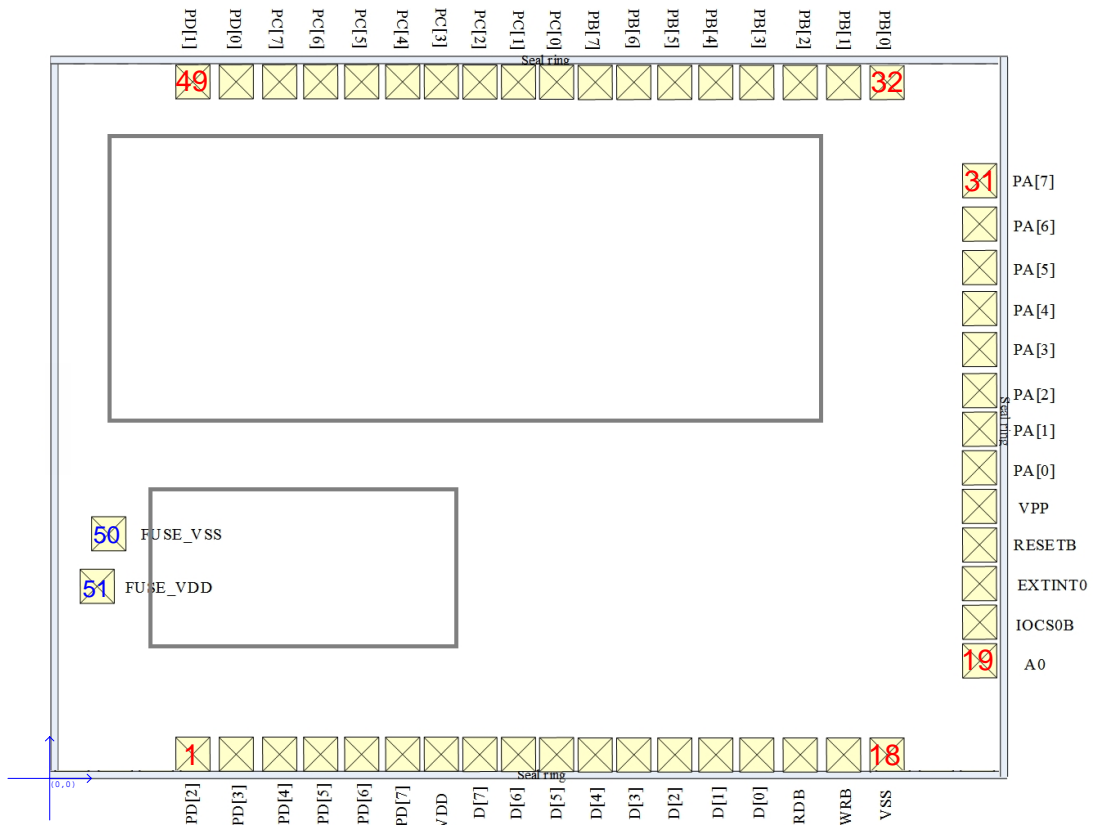 PD[1] PD[0] PC[7] PC[6] PC[5] PC[4] PC[3] PC[2] PC[1] PC[0] PB[7] PB[6] PB[5] PB[4] PB[3] PB[2] PB[1] PB[0]
Seal ring
49 32
31 PA[7]
PA[6]
PA[5]
PA[4]
PA[3]
PA[2]
Seal ring
PA[1]
PA[0]
VPP
50 FUSE_VSS
RESETB
51 FUSE_VDD
EXTINT0
IOCS0B
19 A0
1 18
Seal ring
(0,0)
PD[2] PD[3] PD[4] PD[5] PD[6] PD[7] VDD D[7] D[6] D[5] D[4] D[3] D[2] D[1] D[0] RDB WRB VSS